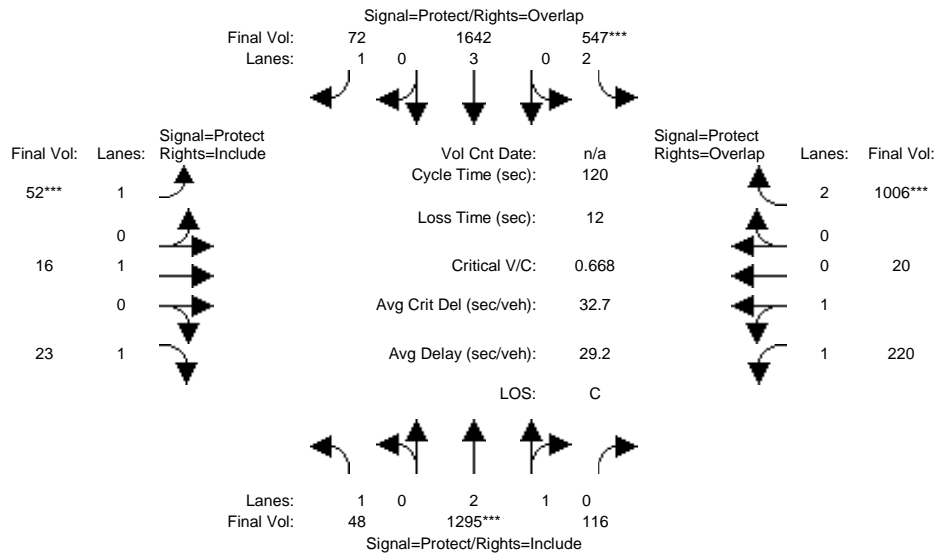 Signal=Protect/Rights=Overlap
Final Vol: 72 1642 547***
Lanes: 1 0 3 0 2
Signal=Protect Signal=Protect
Final Vol: Lanes: Rights=Include Vol Cnt Date: n/a Rights=Overlap Lanes: Final Vol:
Cycle Time (sec): 120
52*** 1 2 1006***
Loss Time (sec): 12
0 0
16 1 Critical V/C: 0.668 0 20
0 Avg Crit Del (sec/veh): 32.7 1
23 1 Avg Delay (sec/veh): 29.2 1 220
LOS: C
Lanes: 1 0 2 1 0
Final Vol: 48 1295*** 116
Signal=Protect/Rights=Include